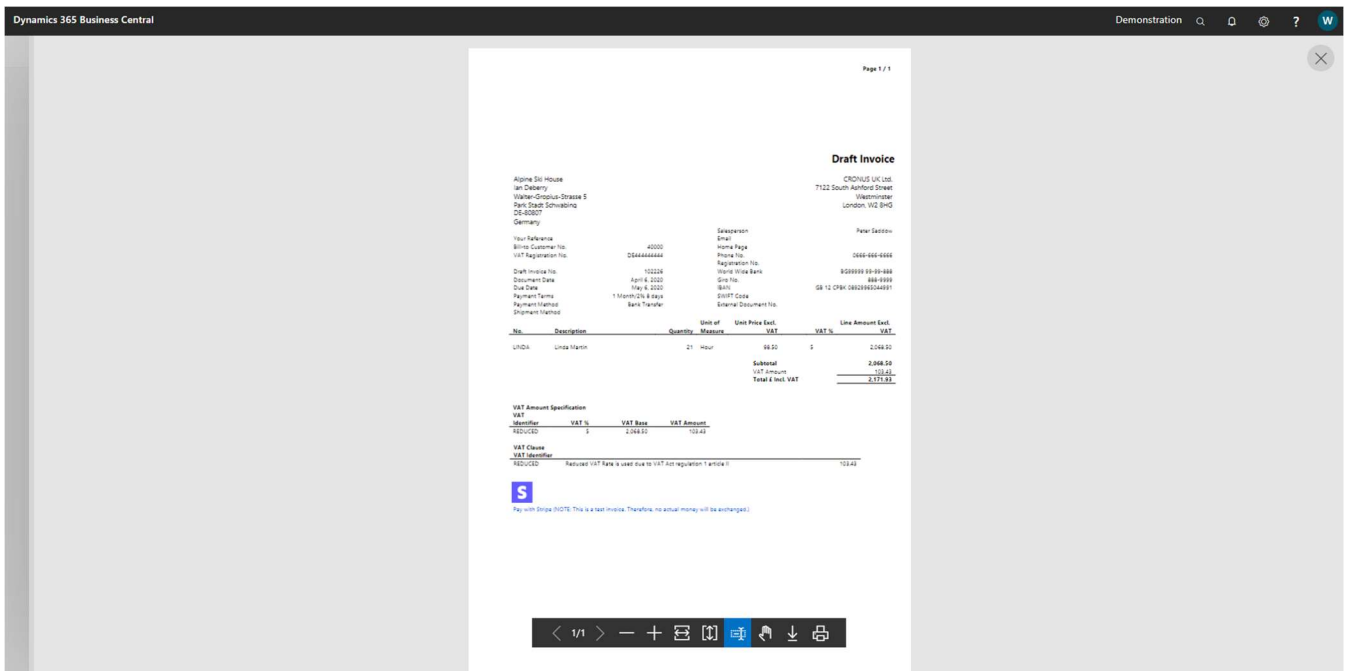 Dynamics 365 Business Central
Demonstration
?
W
Page 1 / 1
Draft Invoice
Alpine Ski House
Ian Deberry
Walter-Gropius-Strasse 5
Park Stadt Schwabing
DE-80807
Germany
CRONUS UK Ltd.
7122 South Ashford Street
Westminster
London, W2 8HG
Your Reference
Bill-to Customer No. 40000
VAT Registration No. DE444444444
Draft Invoice No. 102226
Document Date April 6, 2020
Due Date May 6, 2020
Payment Terms 1 Month/2% 8 days
Payment Method Bank Transfer
Shipment Method
Salesperson Peter Saddow
Email
Home Page
Phone No. 0666-666-6666
Registration No.
World Wide Bank BG99999 99-99-888
Giro No. 888-9999
IBAN GB 12 CPBK 08929965044991
SWIFT Code
External Document No.
No. Description Quantity Unit of Measure Unit Price Excl. VAT VAT % Line Amount Excl. VAT
LINDA Linda Martin 21 Hour 98.50 5 2,068.50
Subtotal 2,068.50
VAT Amount 103.43
Total £ Incl. VAT 2,171.93
VAT Amount Specification
VAT
Identifier VAT % VAT Base VAT Amount
REDUCED 5 2,068.50 103.43
VAT Clause
VAT Identifier
REDUCED Reduced VAT Rate is used due to VAT Act regulation 1 article II 103.43
S
Pay with Stripe (NOTE: This is a test invoice. Therefore, no actual money will be exchanged.)
1/1